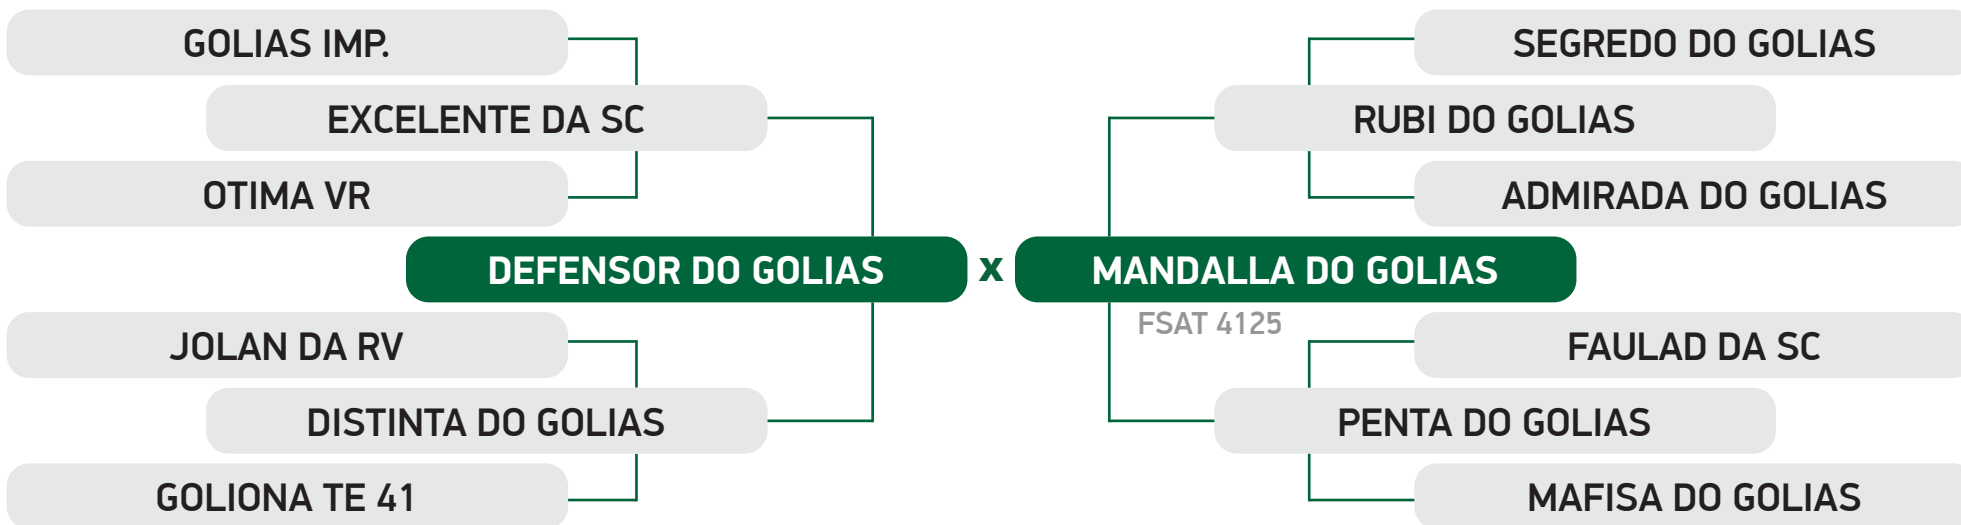 GOLIAS IMP.
SEGREDO DO GOLIAS
EXCELENTE DA SC
RUBI DO GOLIAS
OTIMA VR
ADMIRADA DO GOLIAS
DEFENSOR DO GOLIAS x MANDALLA DO GOLIAS
FSAT 4125
JOLAN DA RV
FAULAD DA SC
DISTINTA DO GOLIAS
PENTA DO GOLIAS
GOLIONA TE 41
MAFISA DO GOLIAS